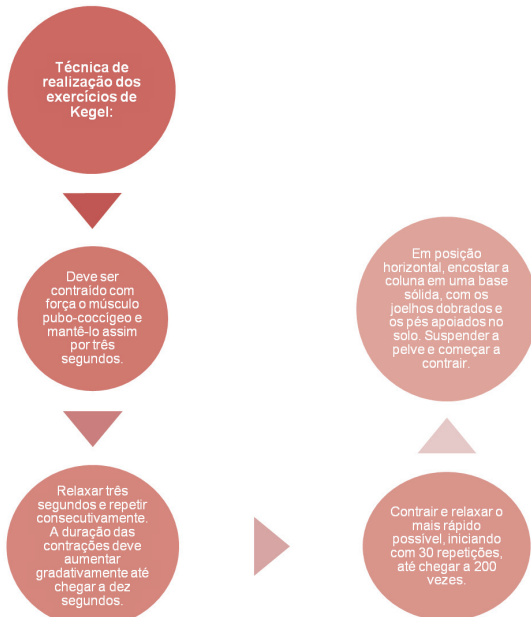 Técnica de
realização dos
exercícios de
Kegel:
Deve ser
contraído com
força o músculo
pubo-coccígeo e
mantê-lo assim
por três
segundos.
Relaxar três
segundos e repetir
consecutivamente.
A duração das
contrações deve
aumentar
gradativamente até
chegar a dez
segundos.
Contrair e relaxar o
mais rápido
possível, iniciando
com 30 repetições,
até chegar a 200
vezes.
Em posição
horizontal, encostar a
coluna em uma base
sólida, com os
joelhos dobrados e
os pés apoiados no
solo. Suspender a
pelve e começar a
contrair.